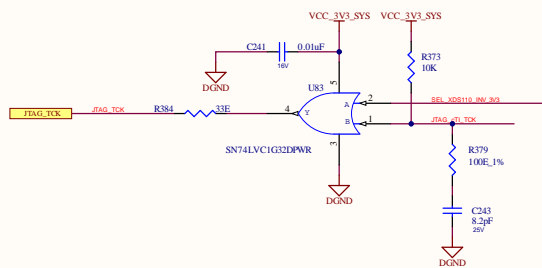 VCC_3V3_SYS
VCC_3V3_SYS
C241
0.01uF
16V
R373
10K
DGND
5
U83
JTAG_TCK
JTAG_TCK
R384
33E
4
Y
A
2
SEL_XDS110_INV_3V3
B
1
JTAG_cTI_TCK
3
SN74LVC1G32DPWR
R379
100E_1%
DGND
C243
8.2pF
25V
DGND